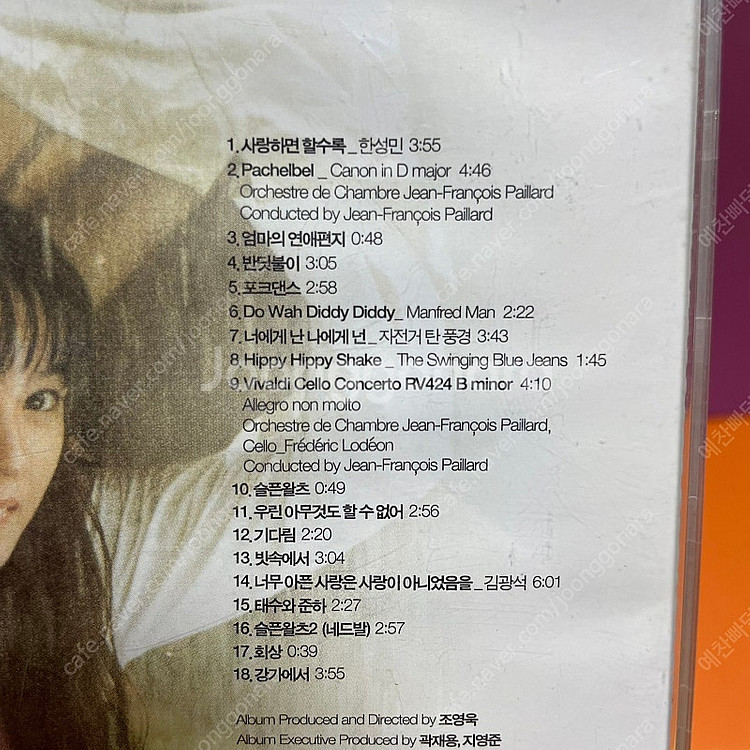 1. 사랑하면 할수록 _ 한성민 3:55
2. Pachelbel _ Canon in D major 4:46
Orchestre de Chambre Jean-François Paillard
Conducted by Jean-François Paillard
3. 엄마의 연애편지 0:48
4. 반딧불이 3:05
5. 포크댄스 2:58
6. Do Wah Diddy Diddy_ Manfred Man 2:22
7. 너에게 난 나에게 넌 _ 자전거 탄 풍경 3:43
8. Hippy Hippy Shake _ The Swinging Blue Jeans 1:45
9. Vivaldi Cello Concerto RV424 B minor 4:10
Allegro non molto
Orchestre de Chambre Jean-François Paillard,
Cello_Frédéric Lodéon
Conducted by Jean-François Paillard
10. 슬픈왈츠 0:49
11. 우린 아무것도 할 수 없어 2:56
12. 기다림 2:20
13. 빗속에서 3:04
14. 너무 아픈 사랑은 사랑이 아니었음을 _ 김광석 6:01
15. 태수와 준하 2:27
16. 슬픈왈츠2 (네드발) 2:57
17. 회상 0:39
18. 강가에서 3:55
Album Produced and Directed by 조영욱
Album Executive Produced by 곽재용, 지영준
cafe.naver.com/joonggonara